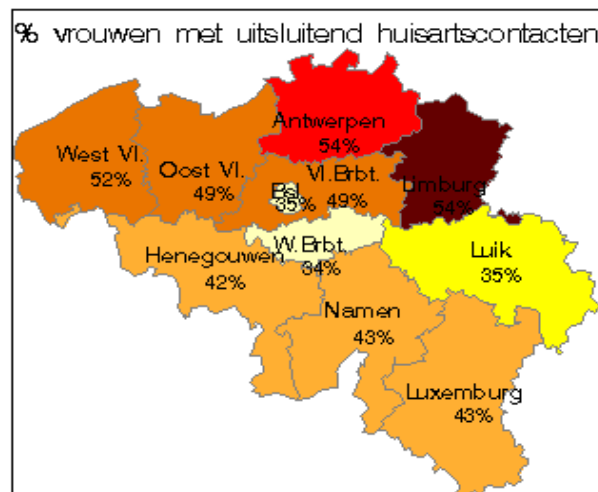 % vrouwen met uitsluitend huisartscontacten
Antwerpen
54%
West Vl.
52%
Oost Vl.
49%
Vl.Brbt.
49%
Bsl.
35%
Limburg
54%
W.Brbt.
34%
Henegouwen
42%
Luik
35%
Namen
43%
Luxemburg
43%